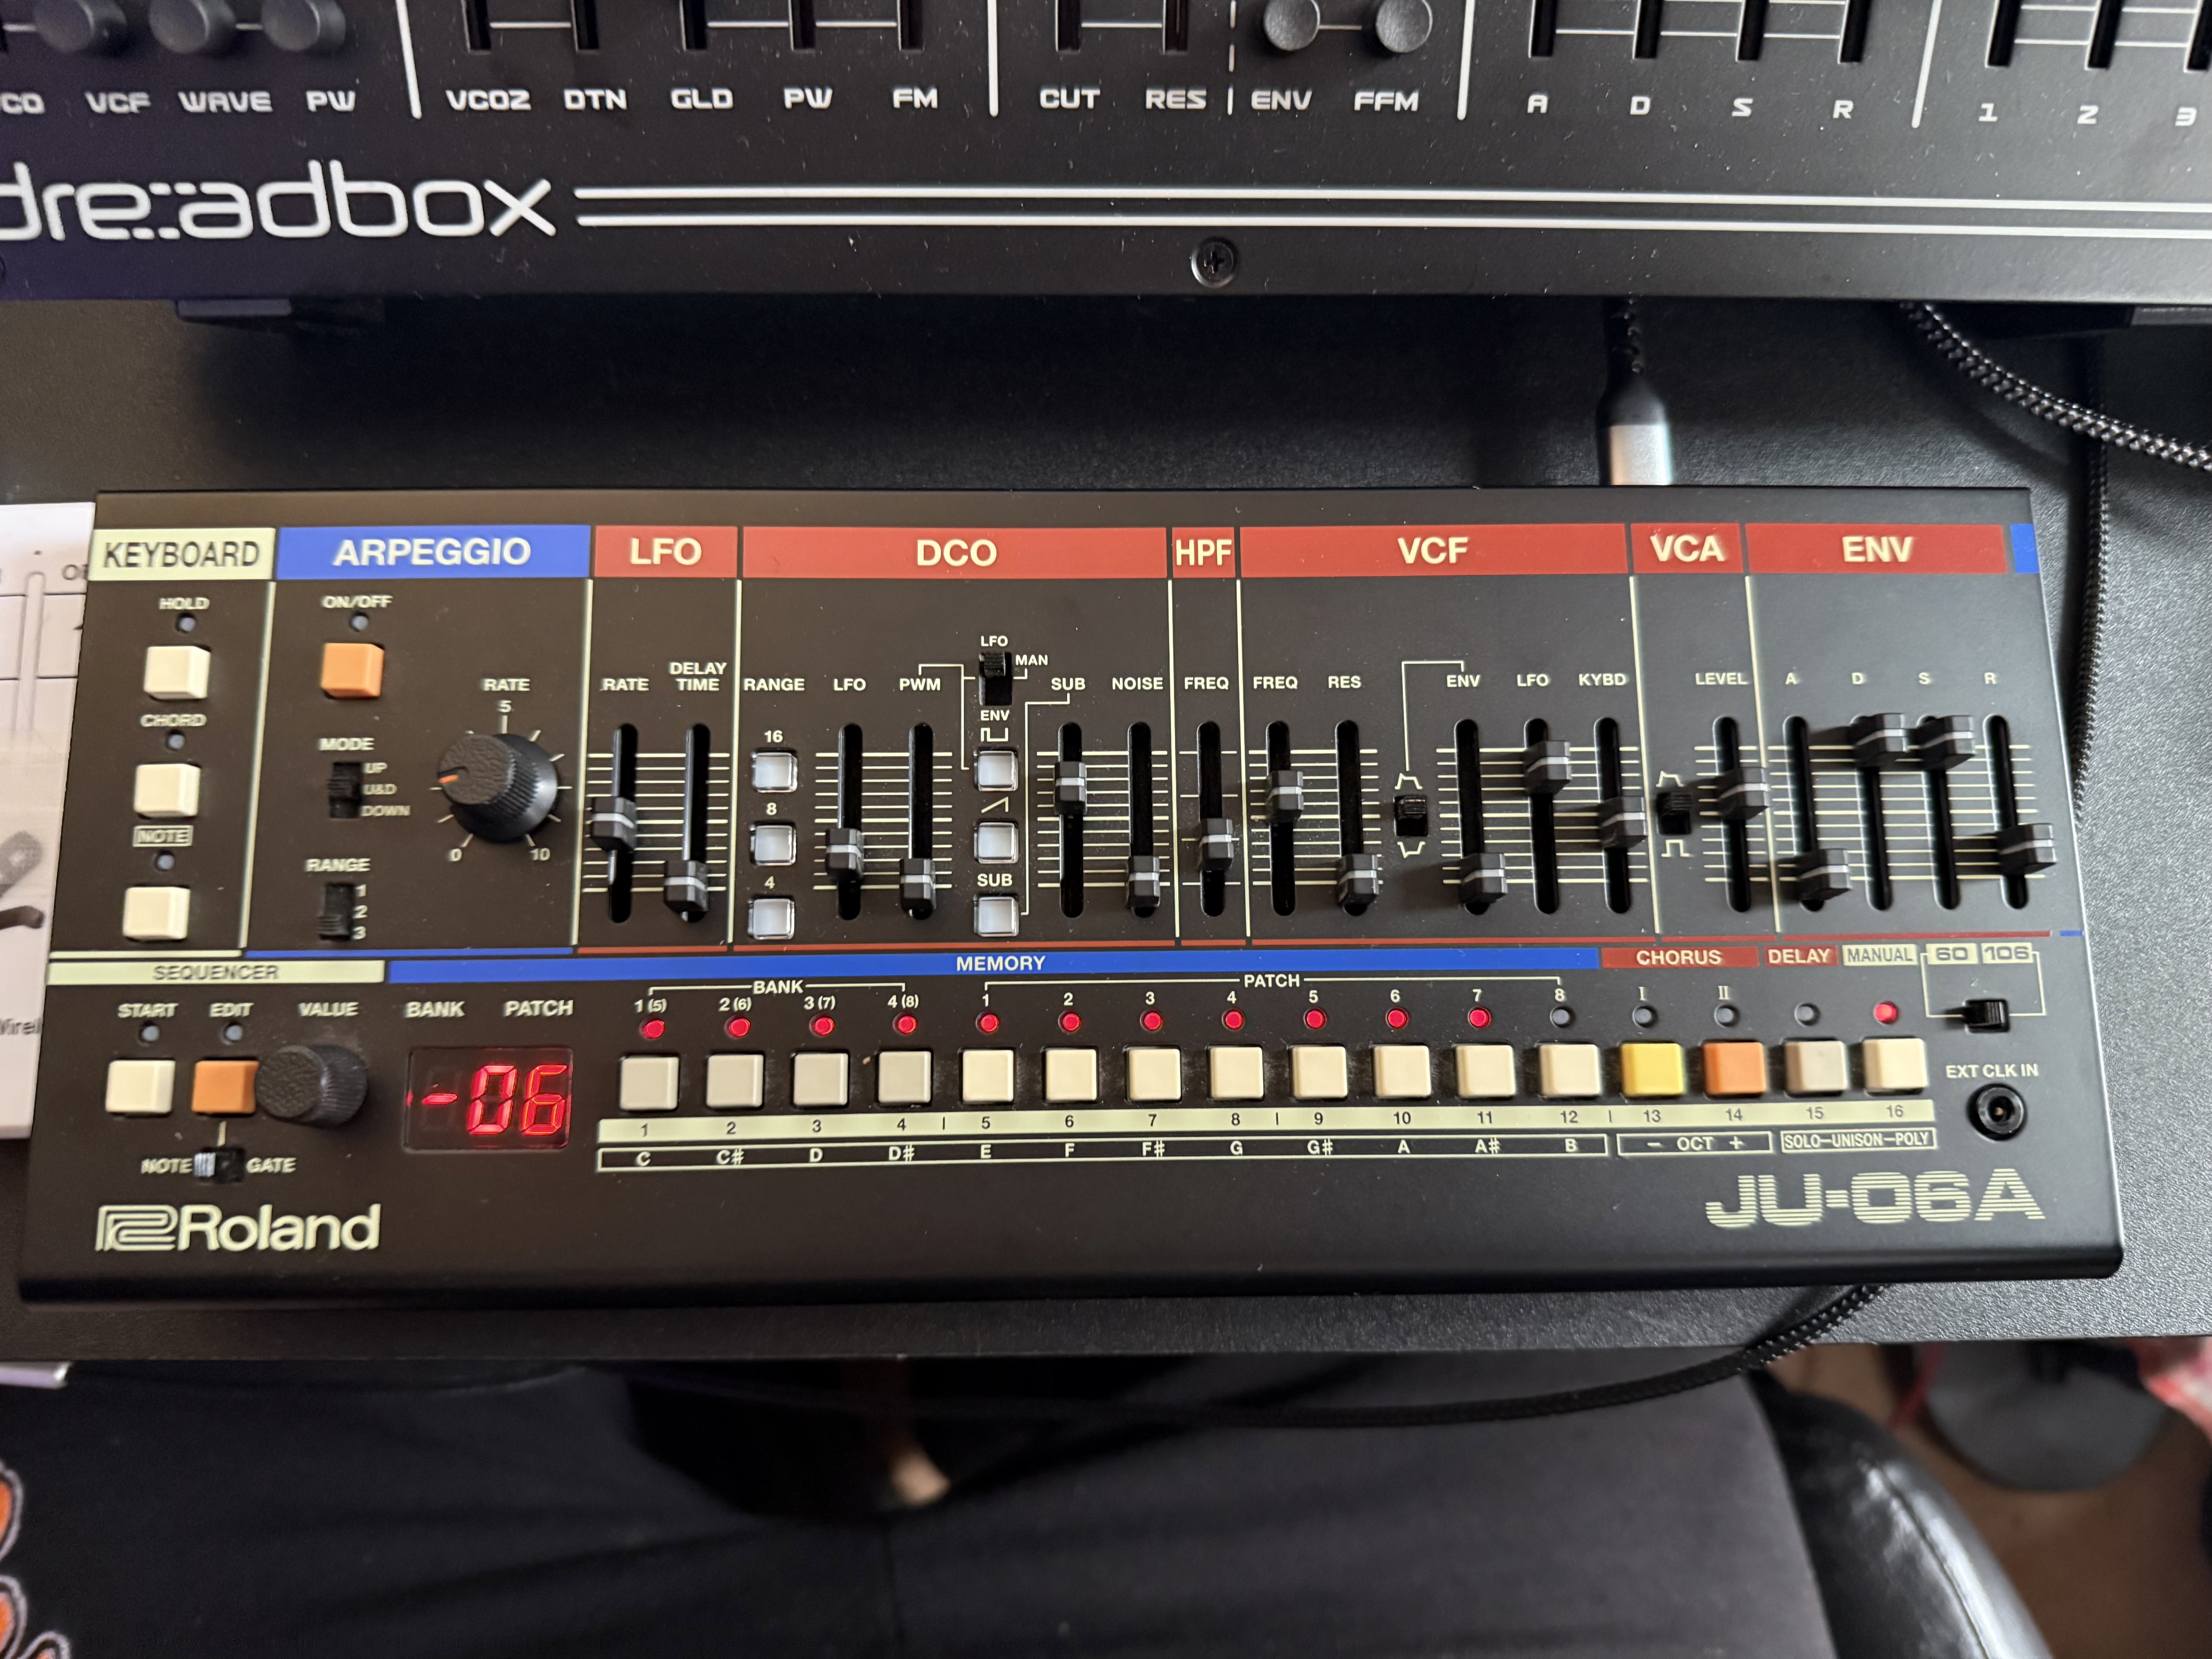 VCF WAVE PW VCO2 DTN GLD PW FM CUT RES ENV FFM A D S R 1 2 3
dre::adbox
KEYBOARD ARPEGGIO LFO DCO HPF VCF VCA ENV
HOLD ON/OFF
LFO
MAN
RATE DELAY TIME RANGE LFO PWM SUB NOISE FREQ FREQ RES ENV LFO KYBD LEVEL A D S R
RATE
5
ENV
CHORD
16
MODE
UP
U&D
DOWN
8
NOTE
0 10
RANGE
1
2
3
4
SUB
SEQUENCER MEMORY CHORUS DELAY MANUAL 60 106
BANK PATCH
START EDIT VALUE BANK PATCH 1 (5) 2 (6) 3 (7) 4 (8) 1 2 3 4 5 6 7 8 I II
-06
EXT CLK IN
1 2 3 4 5 6 7 8 9 10 11 12 13 14 15 16
C C# D D# E F F# G G# A A# B - OCT + SOLO-UNISON-POLY
NOTE GATE
Roland
JU-06A